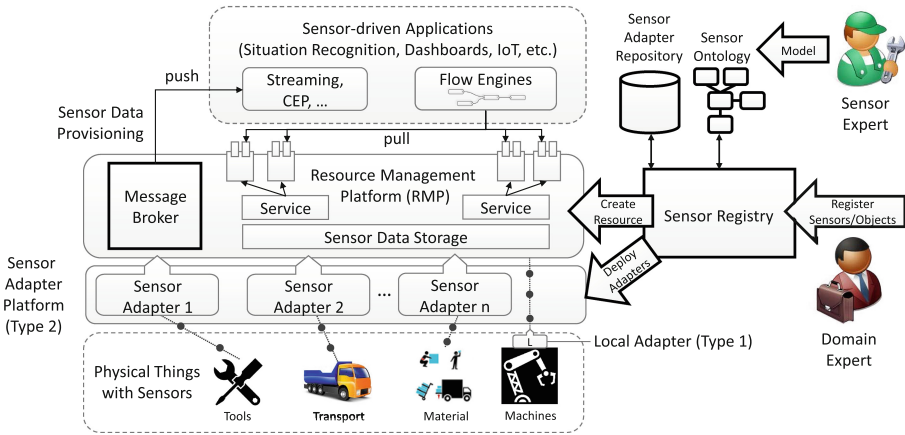 Sensor-driven Applications
(Situation Recognition, Dashboards, IoT, etc.)
push
Streaming,
CEP, ...
Flow Engines
Sensor
Adapter
Repository
Sensor
Ontology
Model
Sensor
Expert
Sensor Data
Provisioning
pull
Message
Broker
Resource Management
Platform (RMP)
Service
Service
Sensor Data Storage
Create
Resource
Sensor Registry
Register
Sensors/Objects
Deploy
Adapters
Sensor
Adapter
Platform
(Type 2)
Sensor
Adapter 1
Sensor
Adapter 2
...
Sensor
Adapter n
Domain
Expert
L
Local Adapter (Type 1)
Physical Things
with Sensors
Tools
Transport
Material
Machines